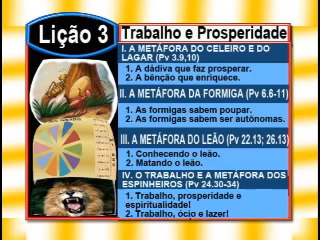 Lição 3
Trabalho e Prosperidade
I. A METÁFORA DO CELEIRO E DO
LAGAR (Pv 3.9,10)
1. A dádiva que faz prosperar.
2. A bênção que enriquece.
II. A METÁFORA DA FORMIGA (Pv 6.6-11)
1. As formigas sabem poupar.
2. As formigas sabem ser autônomas.
III. A METÁFORA DO LEÃO (Pv 22.13; 26.13)
1. Conhecendo o leão.
2. Matando o leão.
IV. O TRABALHO E A METÁFORA DOS
ESPINHEIROS (Pv 24.30-34)
1. Trabalho, prosperidade e
espiritualidade!
2. Trabalho, ócio e lazer!